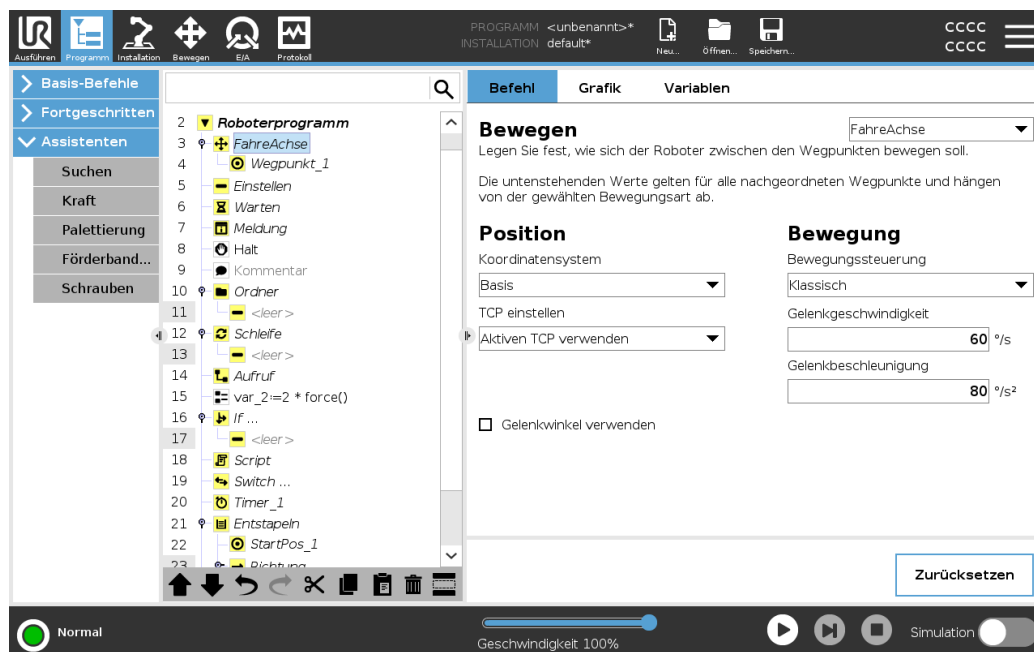 UR
Ausführen
Programm
Installation
Bewegen
E/A
Protokoll
PROGRAMM <unbenannt>*
INSTALLATION default*
Neu...
Öffnen...
Speichern...
CCCC
CCCC
Basis-Befehle
Fortgeschritten
Assistenten
Suchen
Kraft
Palettierung
Förderband...
Schrauben
2 Roboterprogramm
3 FahreAchse
4 Wegpunkt_1
5 Einstellen
6 Warten
7 Meldung
8 Halt
9 Kommentar
10 Ordner
11 <leer>
12 Schleife
13 <leer>
14 Aufruf
15 var_2:=2 * force()
16 If ...
17 <leer>
18 Script
19 Switch ...
20 Timer_1
21 Entstapeln
22 StartPos_1
23 Richtung
Befehl
Grafik
Variablen
Bewegen
FahreAchse
Legen Sie fest, wie sich der Roboter zwischen den Wegpunkten bewegen soll.
Die untenstehenden Werte gelten für alle nachgeordneten Wegpunkte und hängen
von der gewählten Bewegungsart ab.
Position
Koordinatensystem
Basis
TCP einstellen
Aktiven TCP verwenden
Gelenkwinkel verwenden
Bewegung
Bewegungssteuerung
Klassisch
Gelenkgeschwindigkeit
60 °/s
Gelenkbeschleunigung
80 °/s²
Zurücksetzen
Normal
Geschwindigkeit 100%
Simulation